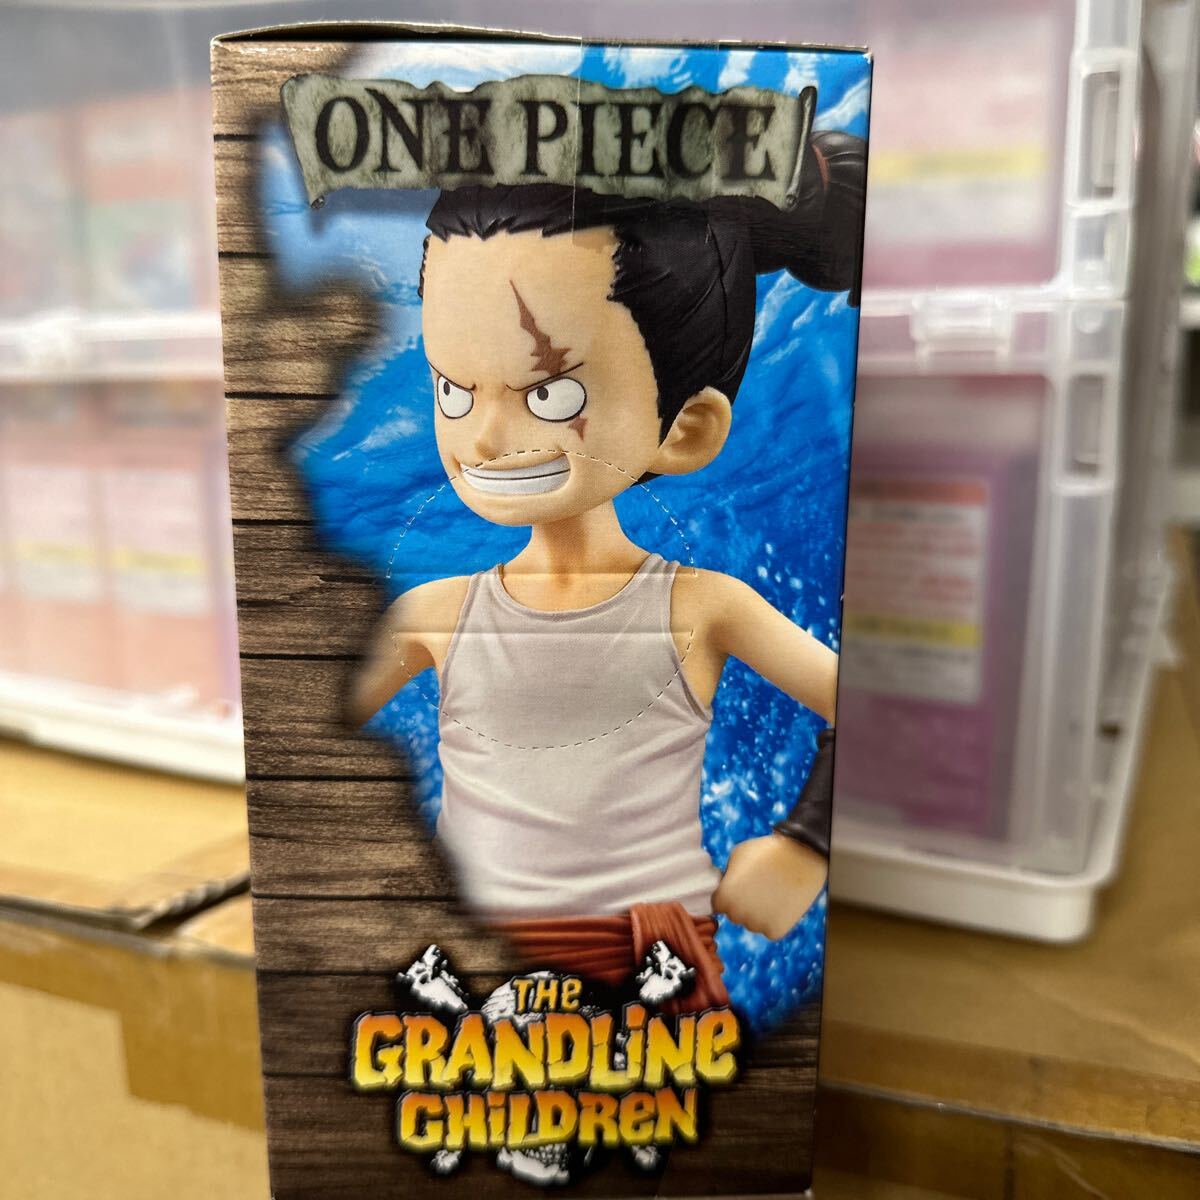 ONE PIECE
THE
GRANDLiNe
CHiLDReN